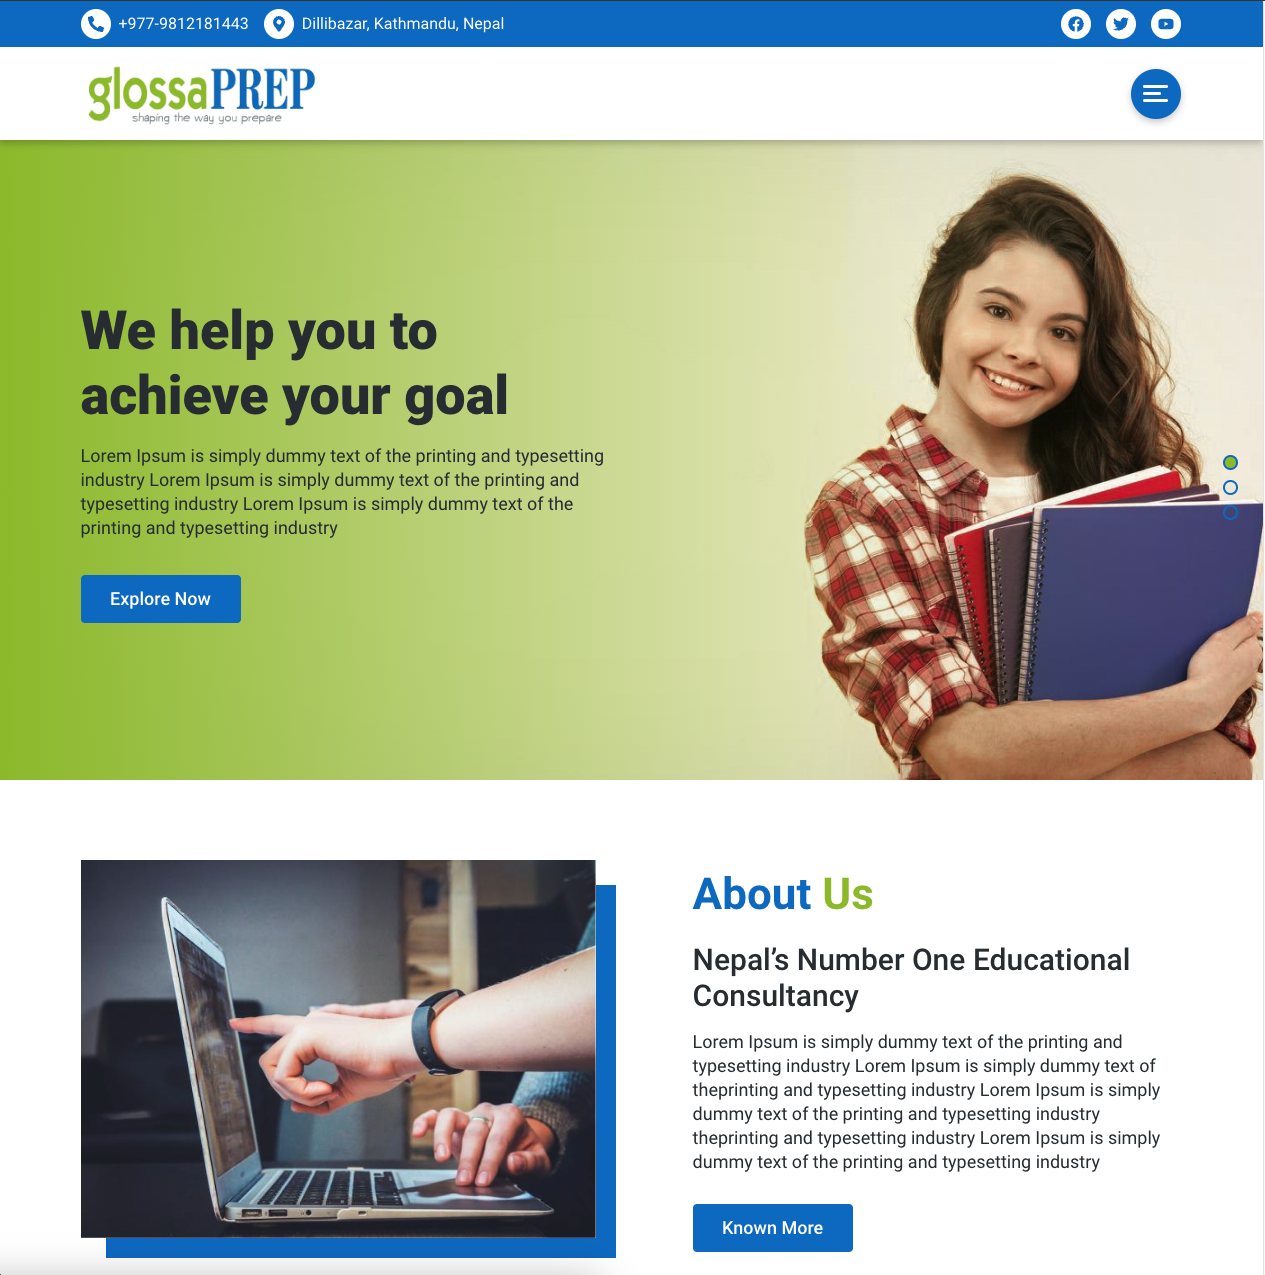 +977-9812181443 Dillibazar, Kathmandu, Nepal
glossaPREP
shaping the way you prepare
We help you to
achieve your goal
Lorem Ipsum is simply dummy text of the printing and typesetting
industry Lorem Ipsum is simply dummy text of the printing and
typesetting industry Lorem Ipsum is simply dummy text of the
printing and typesetting industry
Explore Now
About Us
Nepal’s Number One Educational
Consultancy
Lorem Ipsum is simply dummy text of the printing and
typesetting industry Lorem Ipsum is simply dummy text of
theprinting and typesetting industry Lorem Ipsum is simply
dummy text of the printing and typesetting industry
theprinting and typesetting industry Lorem Ipsum is simply
dummy text of the printing and typesetting industry
Known More